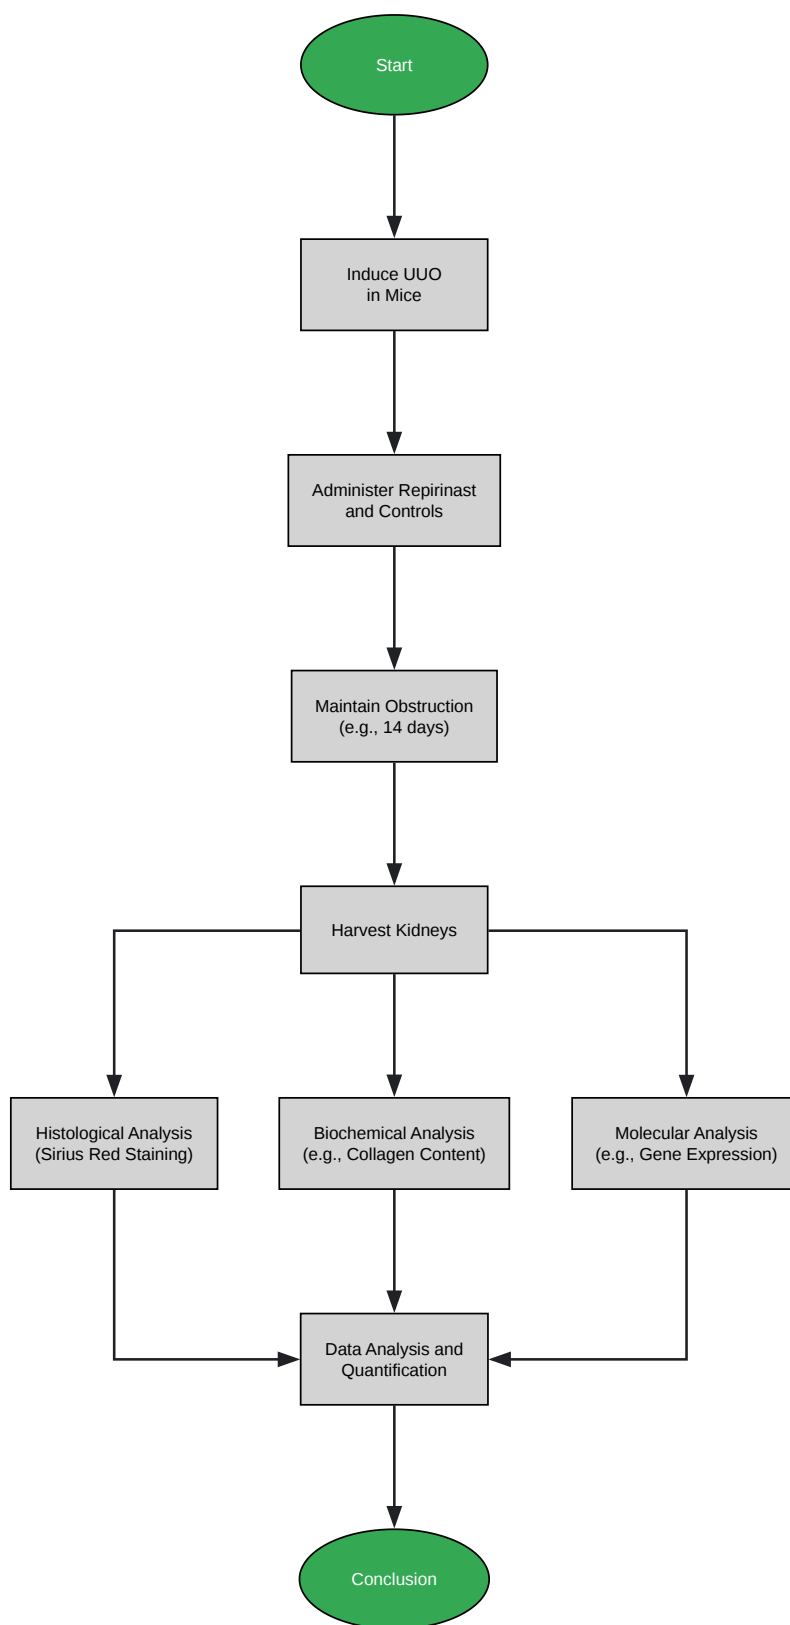 Start
Induce UUO
in Mice
Administer Repirinast
and Controls
Maintain Obstruction
(e.g., 14 days)
Harvest Kidneys
Histological Analysis
(Sirius Red Staining)
Biochemical Analysis
(e.g., Collagen Content)
Molecular Analysis
(e.g., Gene Expression)
Data Analysis and
Quantification
Conclusion